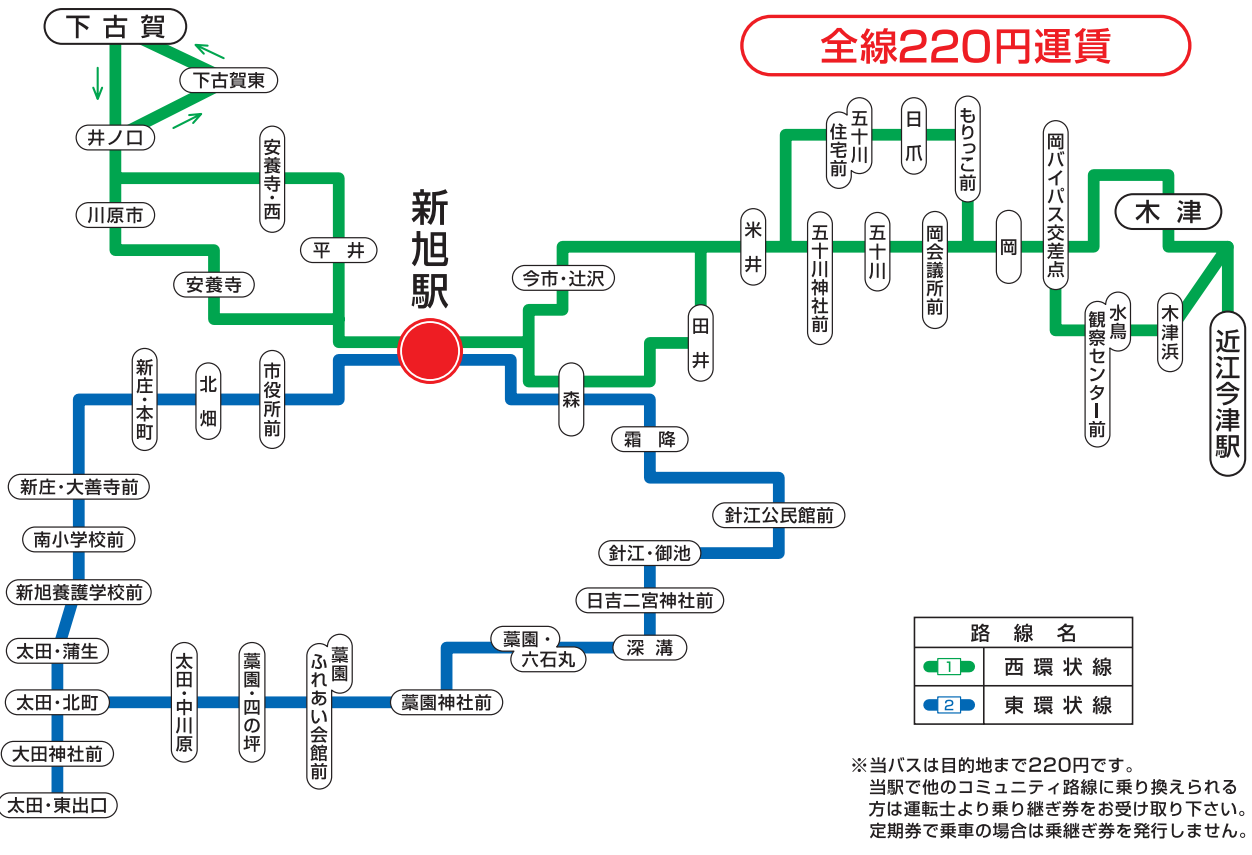 下古賀
全線220円運賃
下古賀東
井ノ口
安養寺・西
川原市
平井
安養寺
新旭駅
今市・辻沢
田井
森
米井
五十川住宅前
日爪
もりっこ前
五十川神社前
五十川
岡会議所前
岡
岡バイパス交差点
木津
水鳥観察センター前
木津浜
近江今津駅
新庄・本町
北畑
市役所前
霜降
新庄・大善寺前
南小学校前
新旭養護学校前
太田・蒲生
太田・北町
大田神社前
太田・東出口
太田・中川原
藁園・四の坪
藁園ふれあい会館前
藁園神社前
藁園・
六石丸
深溝
日吉二宮神社前
針江・御池
針江公民館前
路線名
1 西環状線
2 東環状線
※当バスは目的地まで220円です。
当駅で他のコミュニティ路線に乗り換えられる
方は運転士より乗り継ぎ券をお受け取り下さい。
定期券で乗車の場合は乗継ぎ券を発行しません。